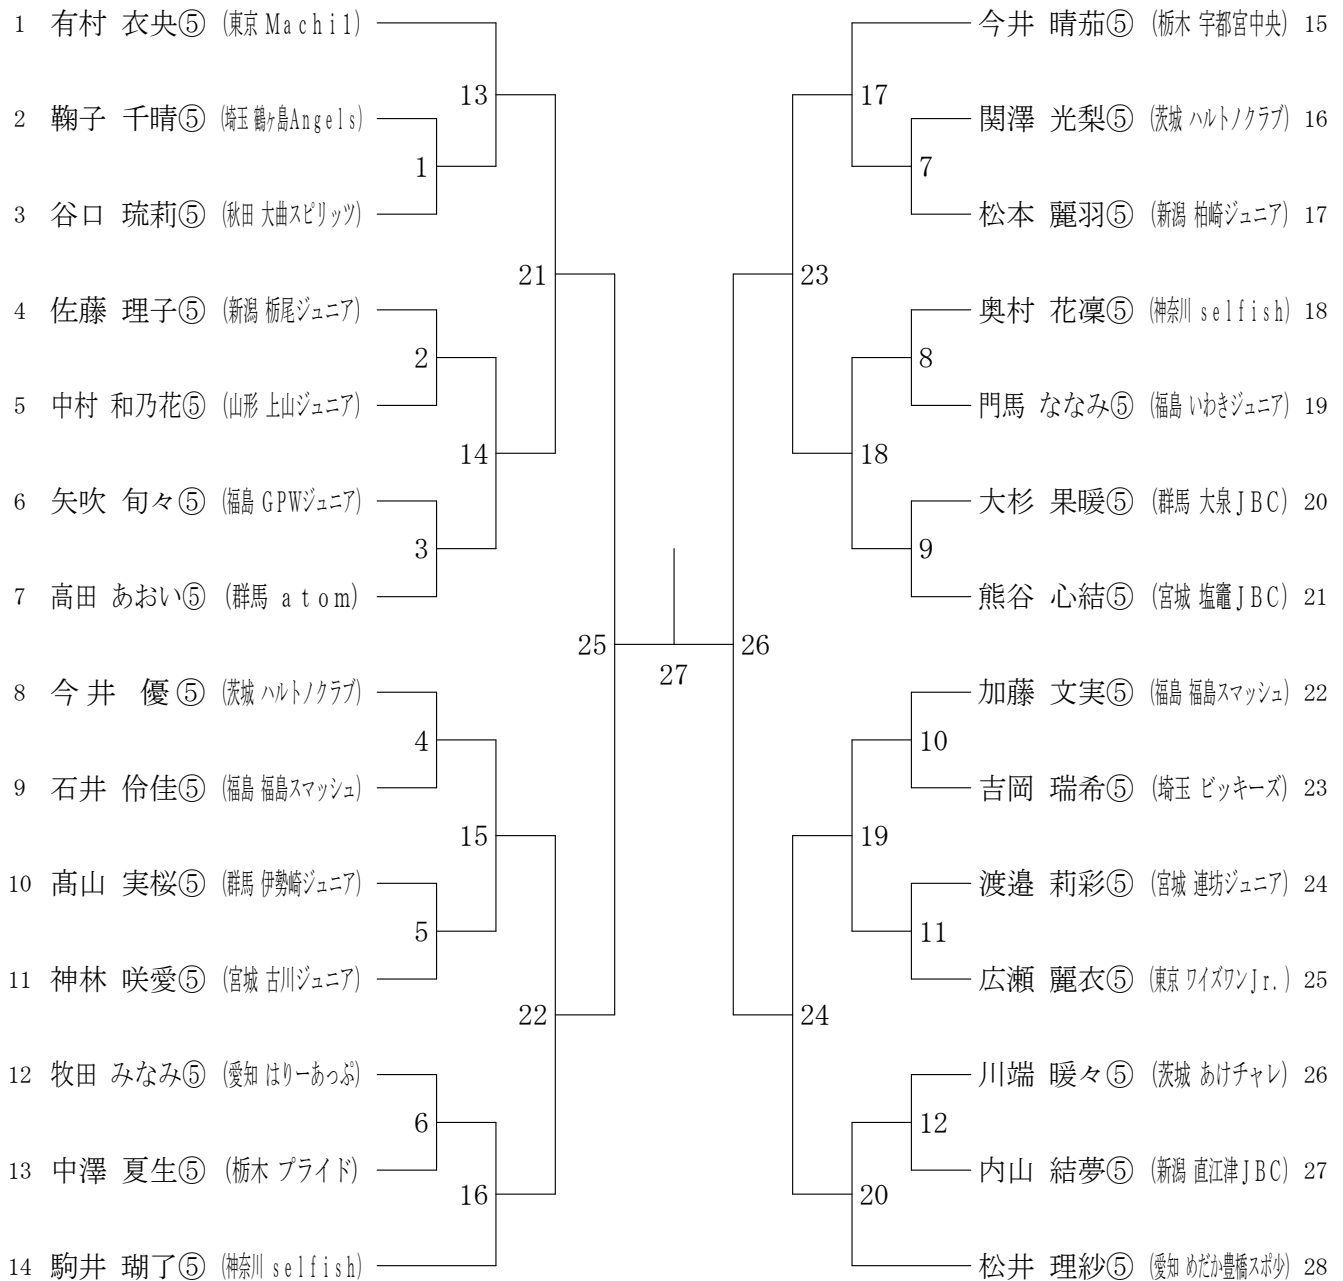 1 有村 衣央⑤ (東京 Machi1)
2 鞠子 千晴⑤ (埼玉 鶴ヶ島Angels)
3 谷口 琉莉⑤ (秋田 大曲スピリッツ)
4 佐藤 理子⑤ (新潟 栃尾ジュニア)
5 中村 和乃花⑤ (山形 上山ジュニア)
6 矢吹 旬々⑤ (福島 GPWジュニア)
7 高田 あおい⑤ (群馬 atom)
8 今井 優⑤ (茨城 ハルトノクラブ)
9 石井 伶佳⑤ (福島 福島スマッシュ)
10 髙山 実桜⑤ (群馬 伊勢崎ジュニア)
11 神林 咲愛⑤ (宮城 古川ジュニア)
12 牧田 みなみ⑤ (愛知 はりーあっぷ)
13 中澤 夏生⑤ (栃木 プライド)
14 駒井 瑚了⑤ (神奈川 selfish)
1
2
3
4
5
6
13
14
15
16
21
22
25
27
26
23
24
17
18
19
20
7
8
9
10
11
12
今井 晴茄⑤ (栃木 宇都宮中央) 15
関澤 光梨⑤ (茨城 ハルトノクラブ) 16
松本 麗羽⑤ (新潟 柏崎ジュニア) 17
奥村 花凜⑤ (神奈川 selfish) 18
門馬 ななみ⑤ (福島 いわきジュニア) 19
大杉 果暖⑤ (群馬 大泉JBC) 20
熊谷 心結⑤ (宮城 塩竈JBC) 21
加藤 文実⑤ (福島 福島スマッシュ) 22
吉岡 瑞希⑤ (埼玉 ビッキーズ) 23
渡邉 莉彩⑤ (宮城 連坊ジュニア) 24
広瀬 麗衣⑤ (東京 ワイズワンJr.) 25
川端 暖々⑤ (茨城 あけチャレ) 26
内山 結夢⑤ (新潟 直江津JBC) 27
松井 理紗⑤ (愛知 めだか豊橋スポ少) 28